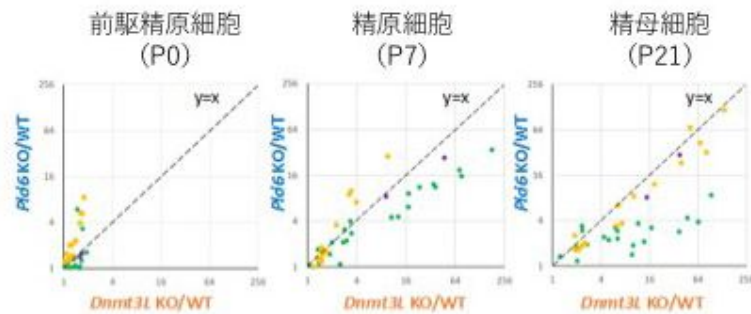 前駆精原細胞
(P0)
256
64
16
4
1
Pld6 KO/WT
y=x
1
4
16
64
256
Dnmt3L KO/WT
精原細胞
(P7)
256
64
16
4
1
Pld6 KO/WT
y=x
1
4
16
64
256
Dnmt3L KO/WT
精母細胞
(P21)
256
64
16
4
1
Pld6 KO/WT
y=x
1
4
16
64
256
Dnmt3L KO/WT